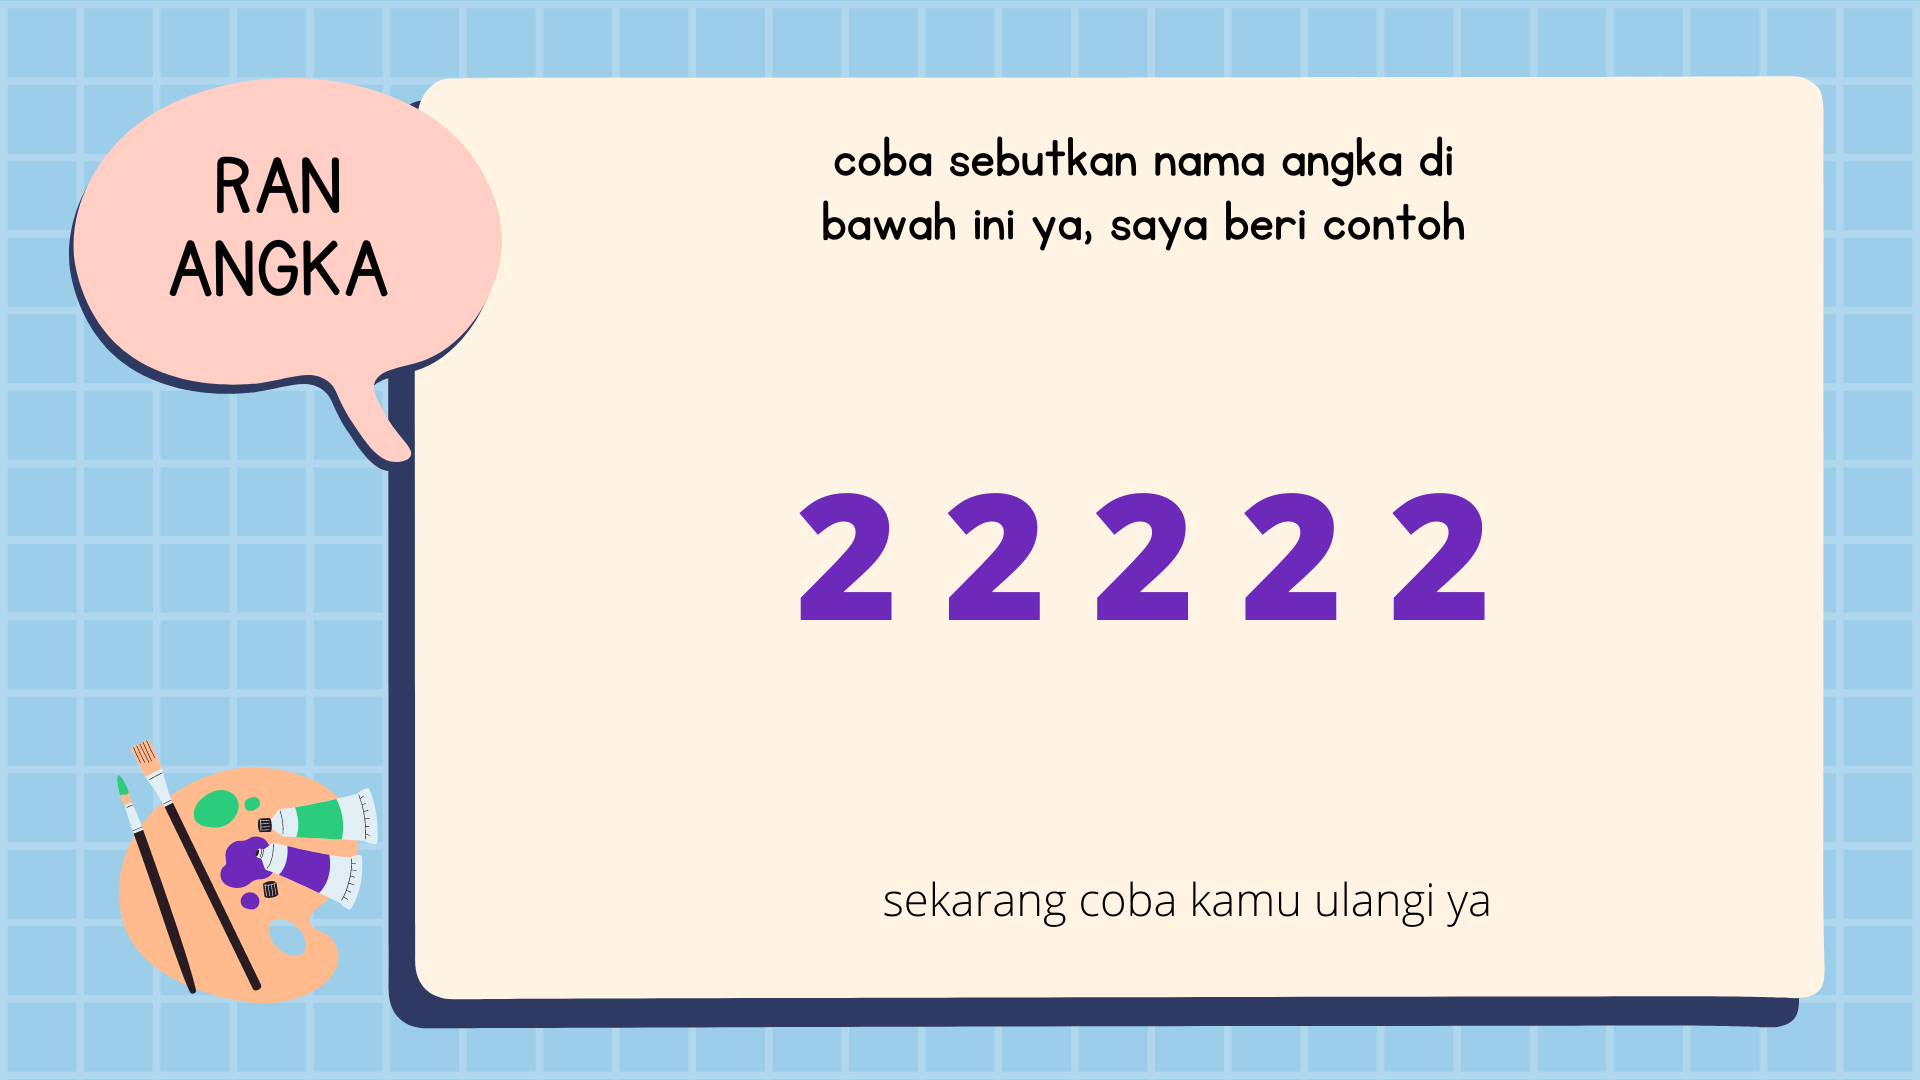 RAN
ANGKA
coba sebutkan nama angka di
bawah ini ya, saya beri contoh
2 2 2 2 2
sekarang coba kamu ulangi ya